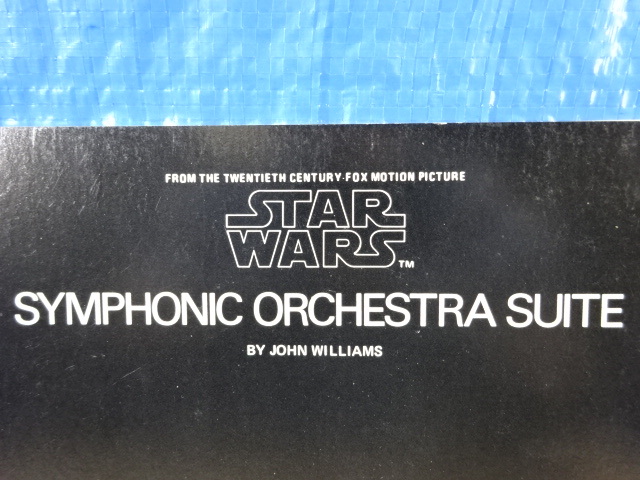 FROM THE TWENTIETH CENTURY-FOX MOTION PICTURE
STAR
WARS™
SYMPHONIC ORCHESTRA SUITE
BY JOHN WILLIAMS